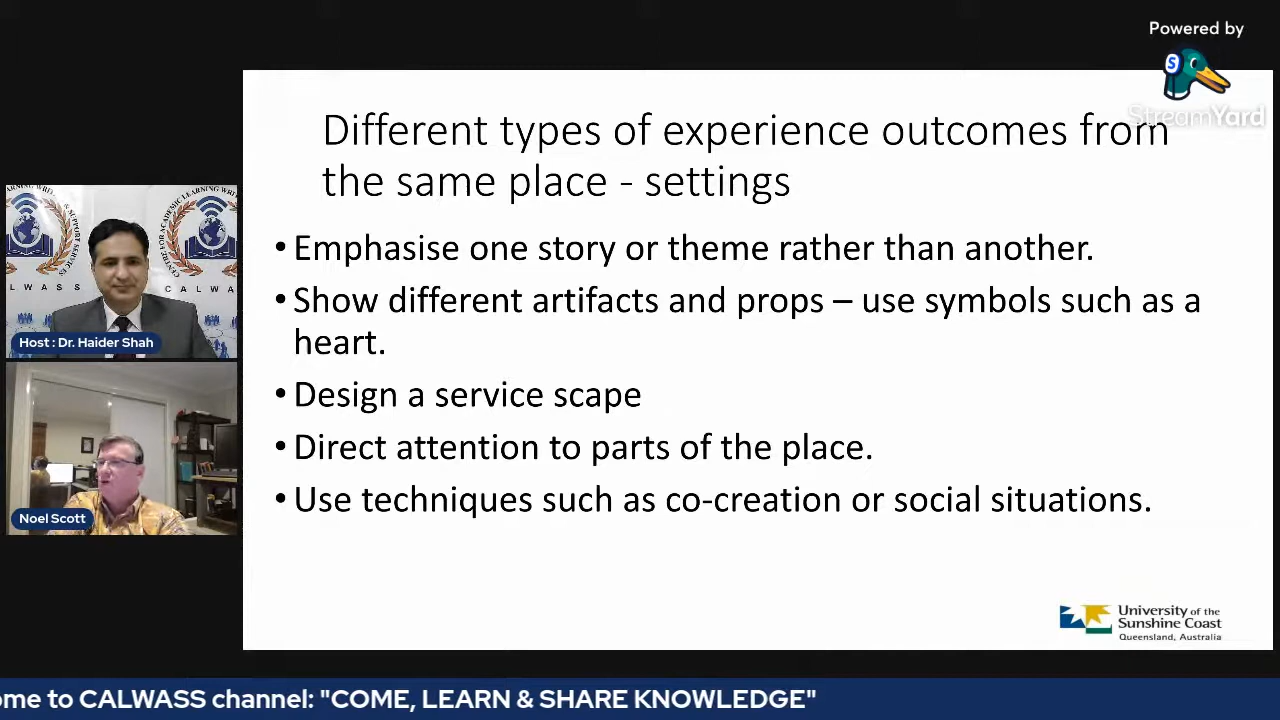 Powered by
StreamYard
Different types of experience outcomes from
the same place - settings
• Emphasise one story or theme rather than another.
• Show different artifacts and props – use symbols such as a
heart.
• Design a service scape
• Direct attention to parts of the place.
• Use techniques such as co-creation or social situations.
CALWASS
CALWA
Host : Dr. Haider Shah
Noel Scott
University of the
Sunshine Coast
Queensland, Australia
ome to CALWASS channel: "COME, LEARN & SHARE KNOWLEDGE"